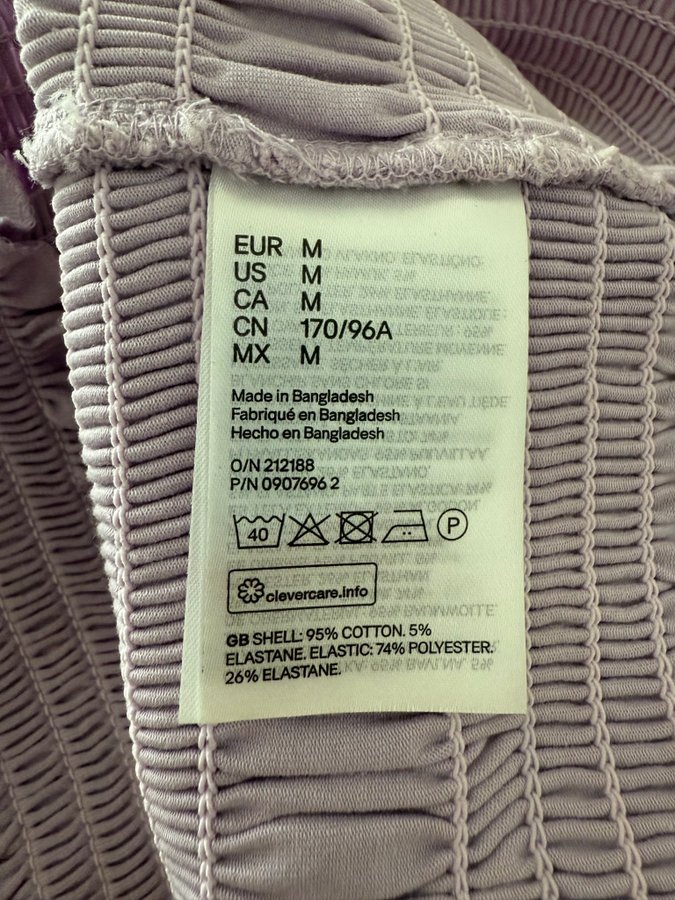 EUR M
US M
CA M
CN 170/96A
MX M
Made in Bangladesh
Fabriqué en Bangladesh
Hecho en Bangladesh
O/N 212188
P/N 0907696 2
40 P
clevercare.info
GB SHELL: 95% COTTON. 5%
ELASTANE. ELASTIC: 74% POLYESTER.
26% ELASTANE.